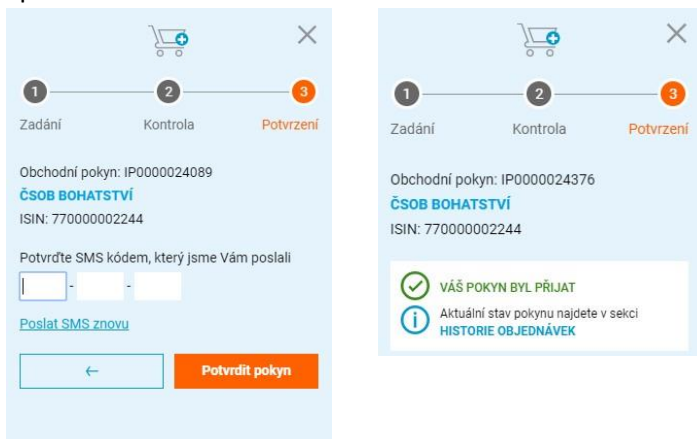 1
2
3
Zadání
Kontrola
Potvrzení
Obchodní pokyn: IP0000024089
ČSOB BOHATSTVÍ
ISIN: 770000002244
Potvrďte SMS kódem, který jsme Vám poslali
- -
Poslat SMS znovu
←
Potvrdit pokyn
1
2
3
Zadání
Kontrola
Potvrzení
Obchodní pokyn: IP0000024376
ČSOB BOHATSTVÍ
ISIN: 770000002244
VÁŠ POKYN BYL PŘIJAT
Aktuální stav pokynu najdete v sekci
HISTORIE OBJEDNÁVEK